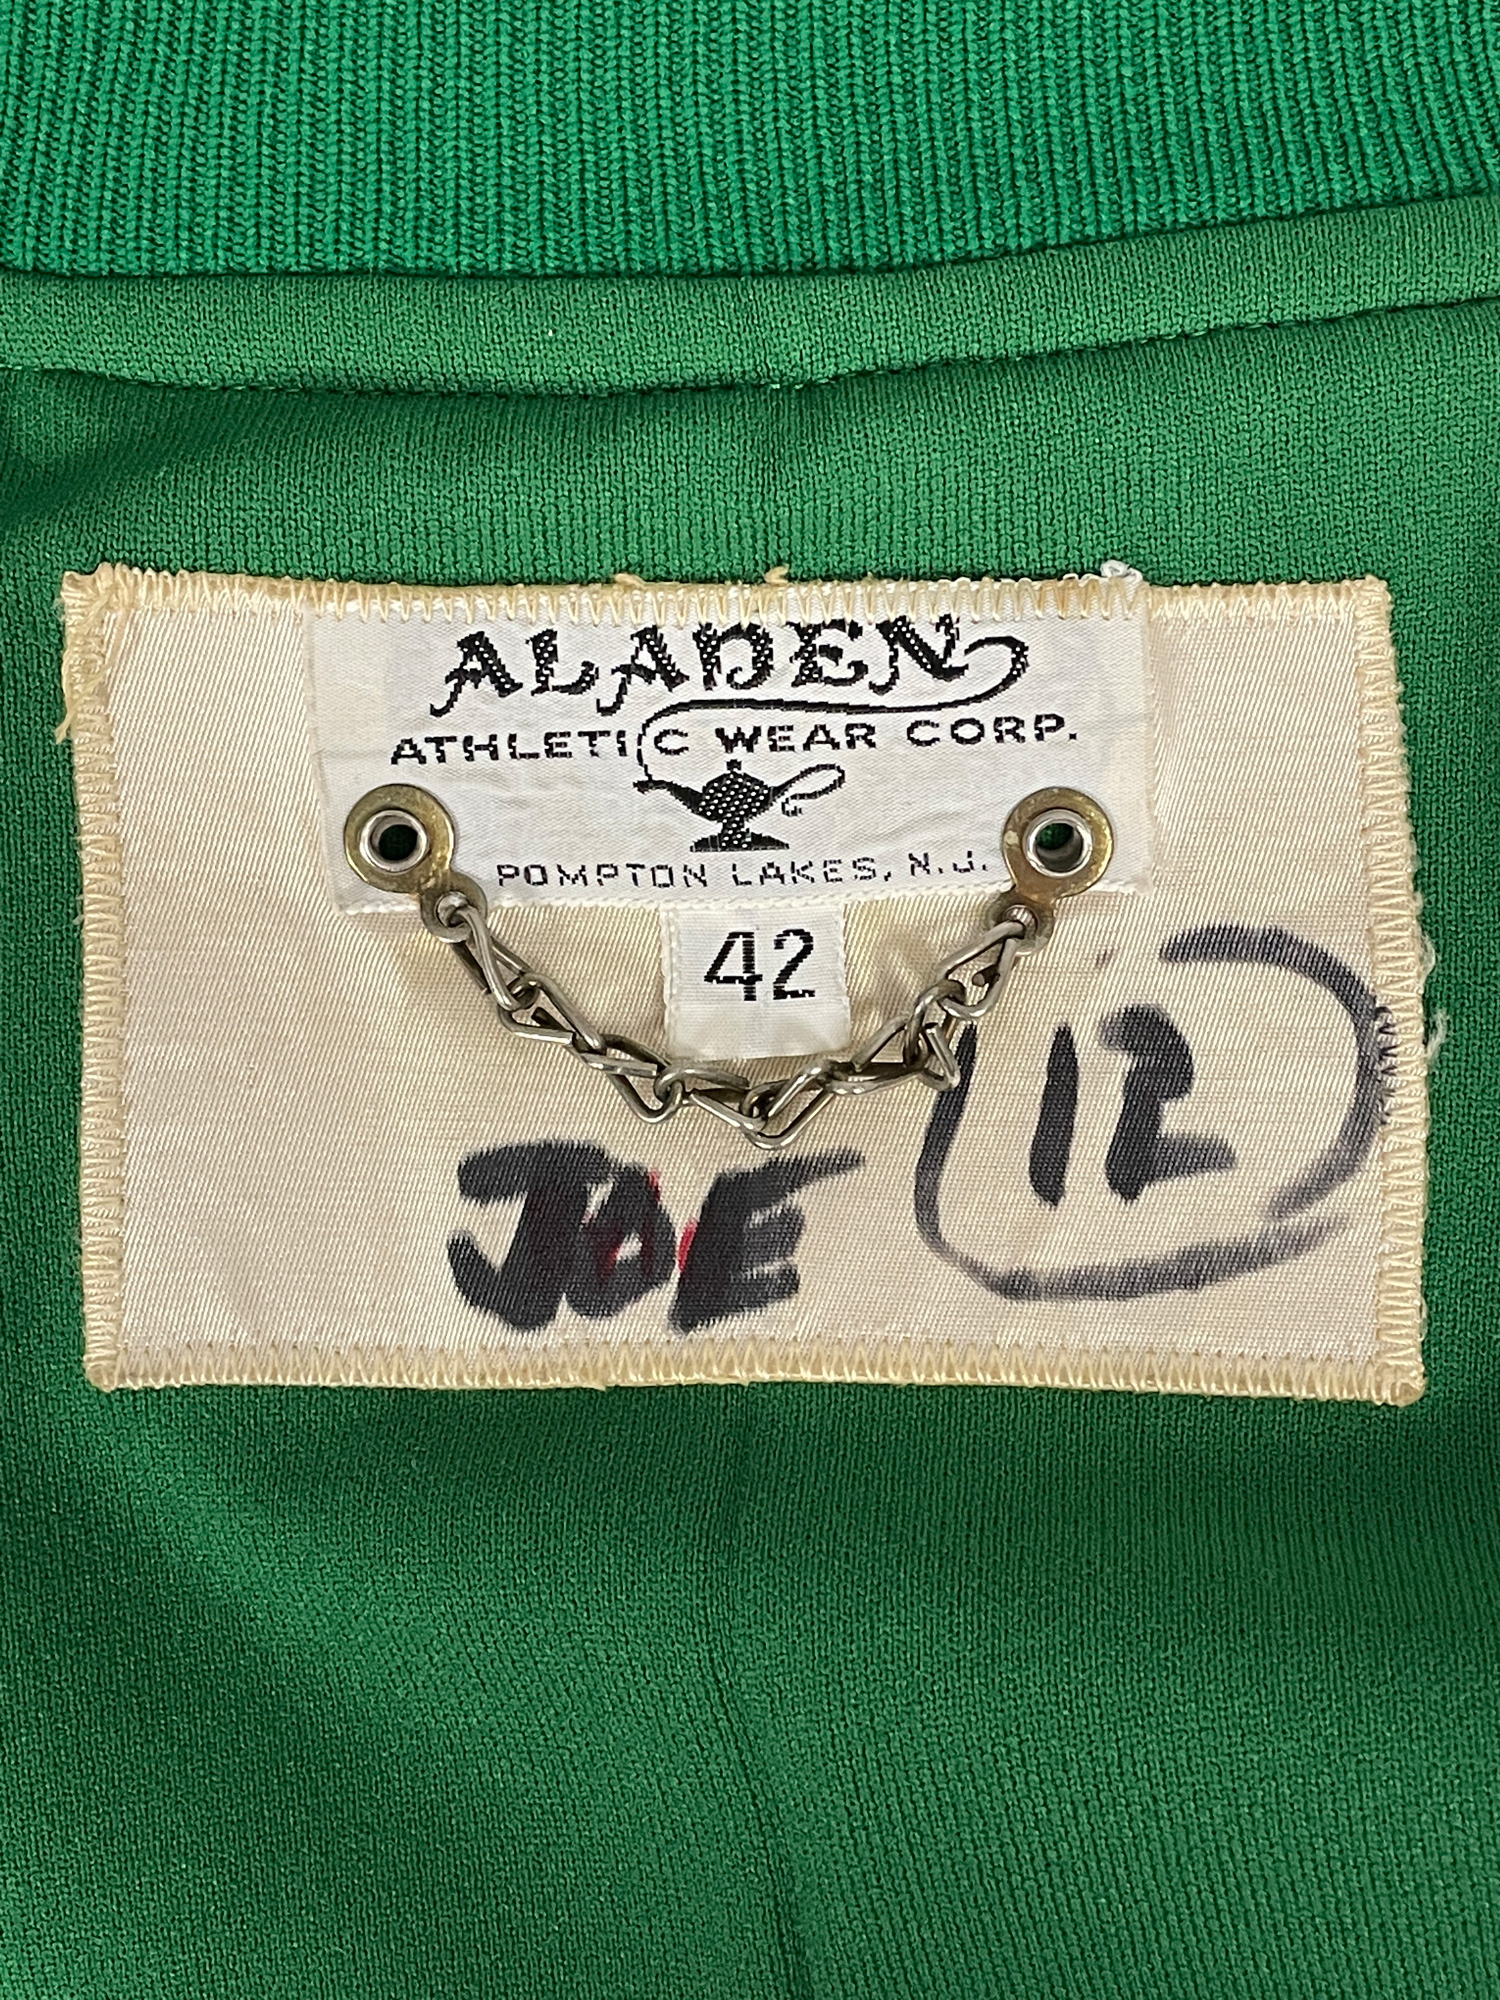 ALADEN
ATHLETIC WEAR CORP.
POMPTON LAKES, N.J.
42
12
JOE